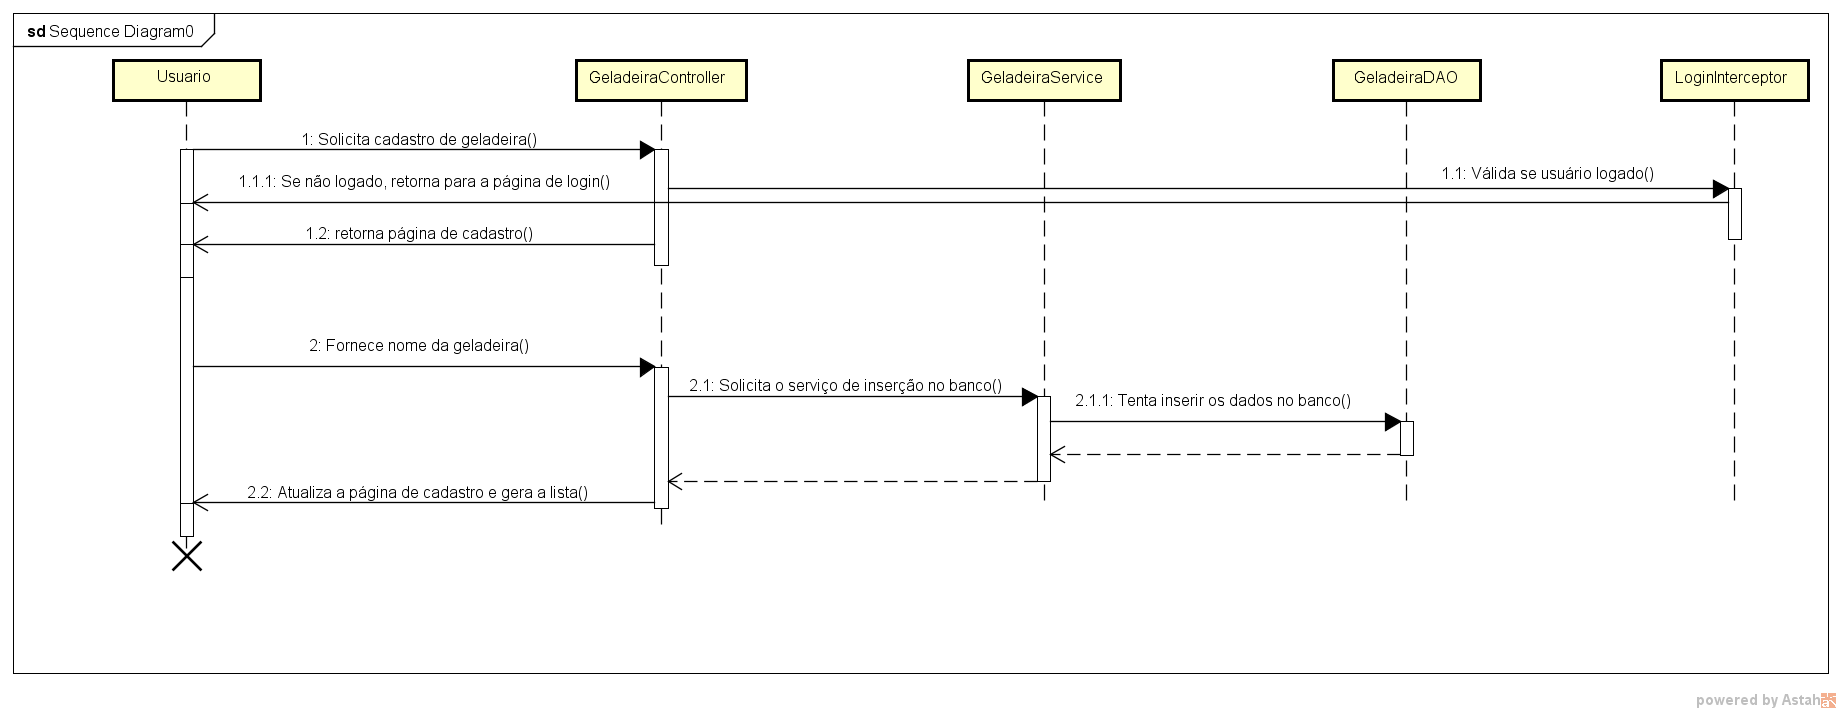 sd Sequence Diagram0
Usuario
GeladeiraController
GeladeiraService
GeladeiraDAO
LoginInterceptor
1: Solicita cadastro de geladeira()
1.1: Válida se usuário logado()
1.1.1: Se não logado, retorna para a página de login()
1.2: retorna página de cadastro()
2: Fornece nome da geladeira()
2.1: Solicita o serviço de inserção no banco()
2.1.1: Tenta inserir os dados no banco()
2.2: Atualiza a página de cadastro e gera a lista()
powered by Astah